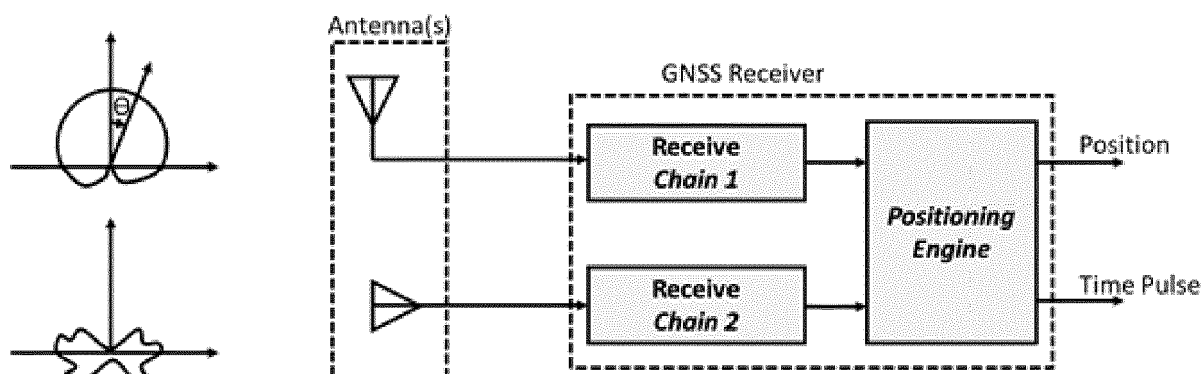 Antenna(s)
GNSS Receiver
Θ
Receive
Chain 1
Position
Positioning
Engine
Receive
Chain 2
Time Pulse